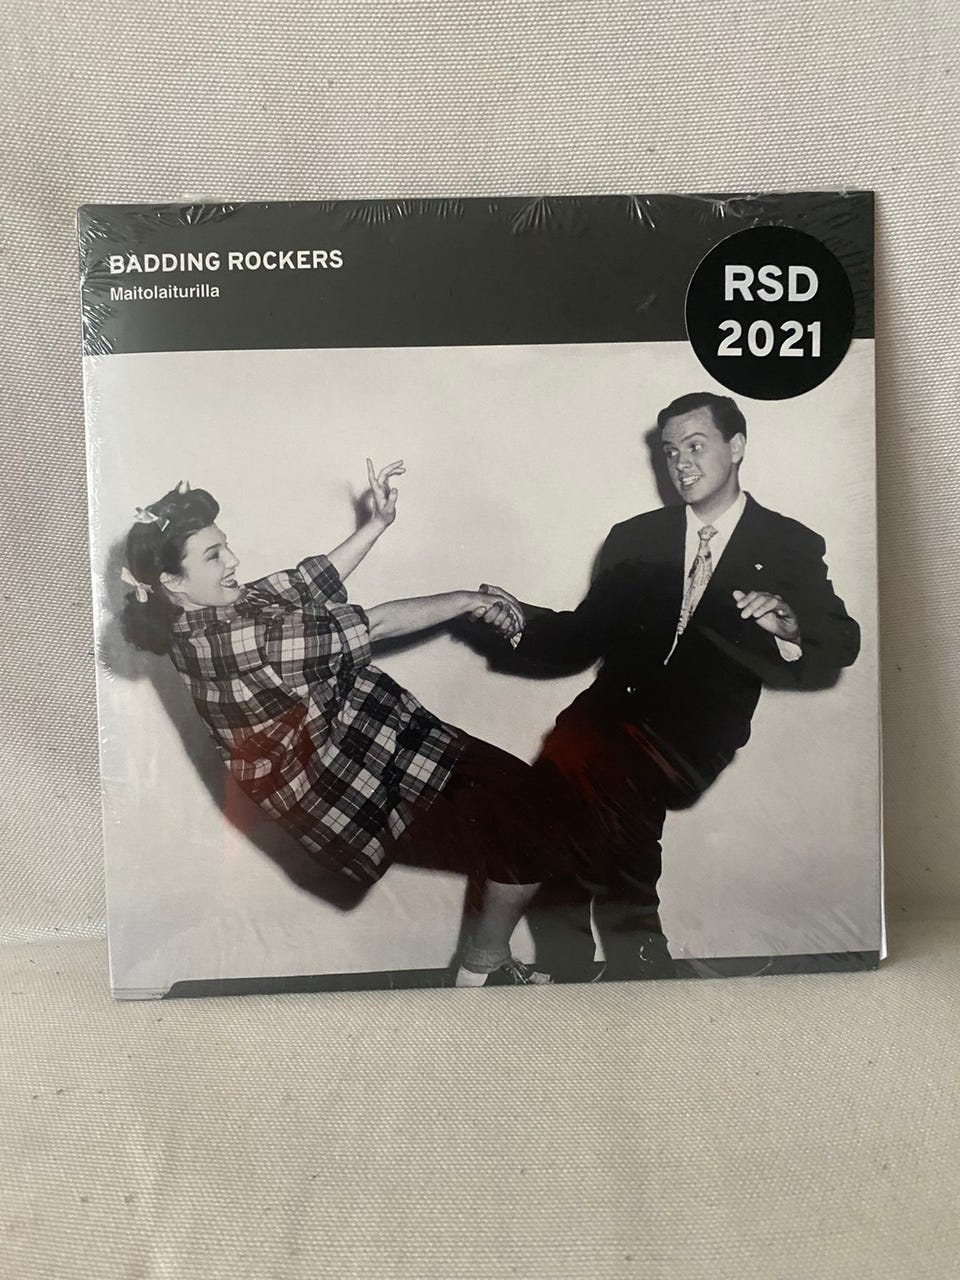 BADDING ROCKERS
Maitolaiturilla
RSD
2021